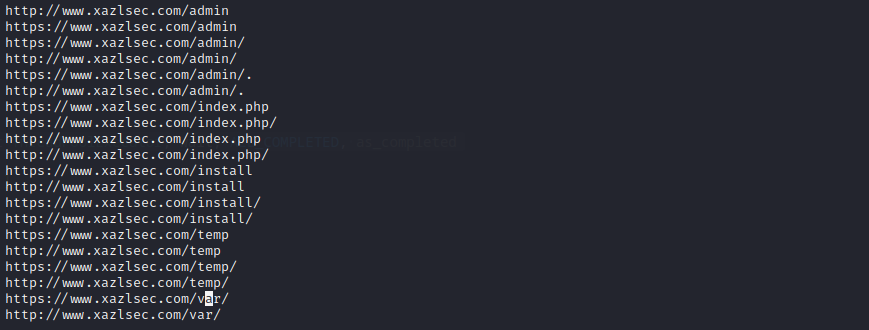 http://www.xazlsec.com/admin
https://www.xazlsec.com/admin
https://www.xazlsec.com/admin/
http://www.xazlsec.com/admin/
https://www.xazlsec.com/admin/.
http://www.xazlsec.com/admin/.
https://www.xazlsec.com/index.php
https://www.xazlsec.com/index.php/
http://www.xazlsec.com/index.php
http://www.xazlsec.com/index.php/
https://www.xazlsec.com/install
http://www.xazlsec.com/install
https://www.xazlsec.com/install/
http://www.xazlsec.com/install/
https://www.xazlsec.com/temp
http://www.xazlsec.com/temp
https://www.xazlsec.com/temp/
http://www.xazlsec.com/temp/
https://www.xazlsec.com/var/
http://www.xazlsec.com/var/